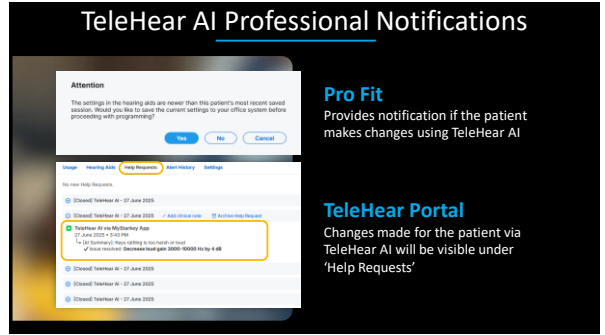 TeleHear AI Professional Notifications
Attention
The settings in the hearing aids are newer than this patient's most recent saved
session. Would you like to save the current settings to your office system before
proceeding with programming?
Yes
No
Cancel
Pro Fit
Provides notification if the patient
makes changes using TeleHear AI
Usage Hearing Aids Help Requests Alert History Settings
No new Help Requests.
[Closed] TeleHear AI - 27 June 2025
[Closed] TeleHear AI - 27 June 2025 Add clinical note Archive Help Request
TeleHear AI via MyStarkey App
27 June 2025 • 3:43 PM
[AI Summary]: Keys rattling is too harsh or loud
Issue resolved: Decrease loud gain 3000-10000 Hz by 4 dB
[Closed] TeleHear AI - 27 June 2025
[Closed] TeleHear AI - 27 June 2025
[Closed] TeleHear AI - 27 June 2025
TeleHear Portal
Changes made for the patient via
TeleHear AI will be visible under
'Help Requests'